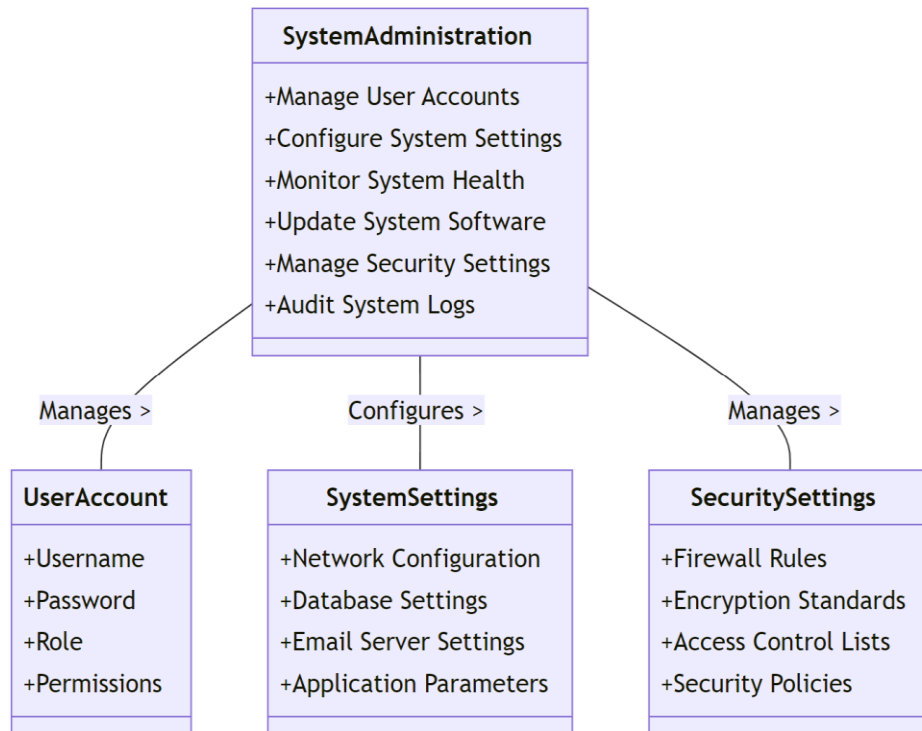 SystemAdministration
+Manage User Accounts
+Configure System Settings
+Monitor System Health
+Update System Software
+Manage Security Settings
+Audit System Logs
Manages >
Configures >
Manages >
UserAccount
+Username
+Password
+Role
+Permissions
SystemSettings
+Network Configuration
+Database Settings
+Email Server Settings
+Application Parameters
SecuritySettings
+Firewall Rules
+Encryption Standards
+Access Control Lists
+Security Policies